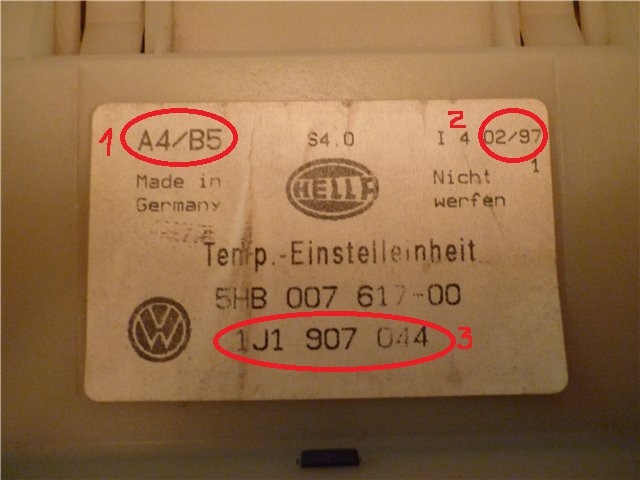 1 A4/B5 S4.0 I 4 2 02/97
1
Made in Nicht
Germany HELLA werfen
Temp.-Einstelleinheit
5HB 007 617-00
VW 1J1 907 044 3